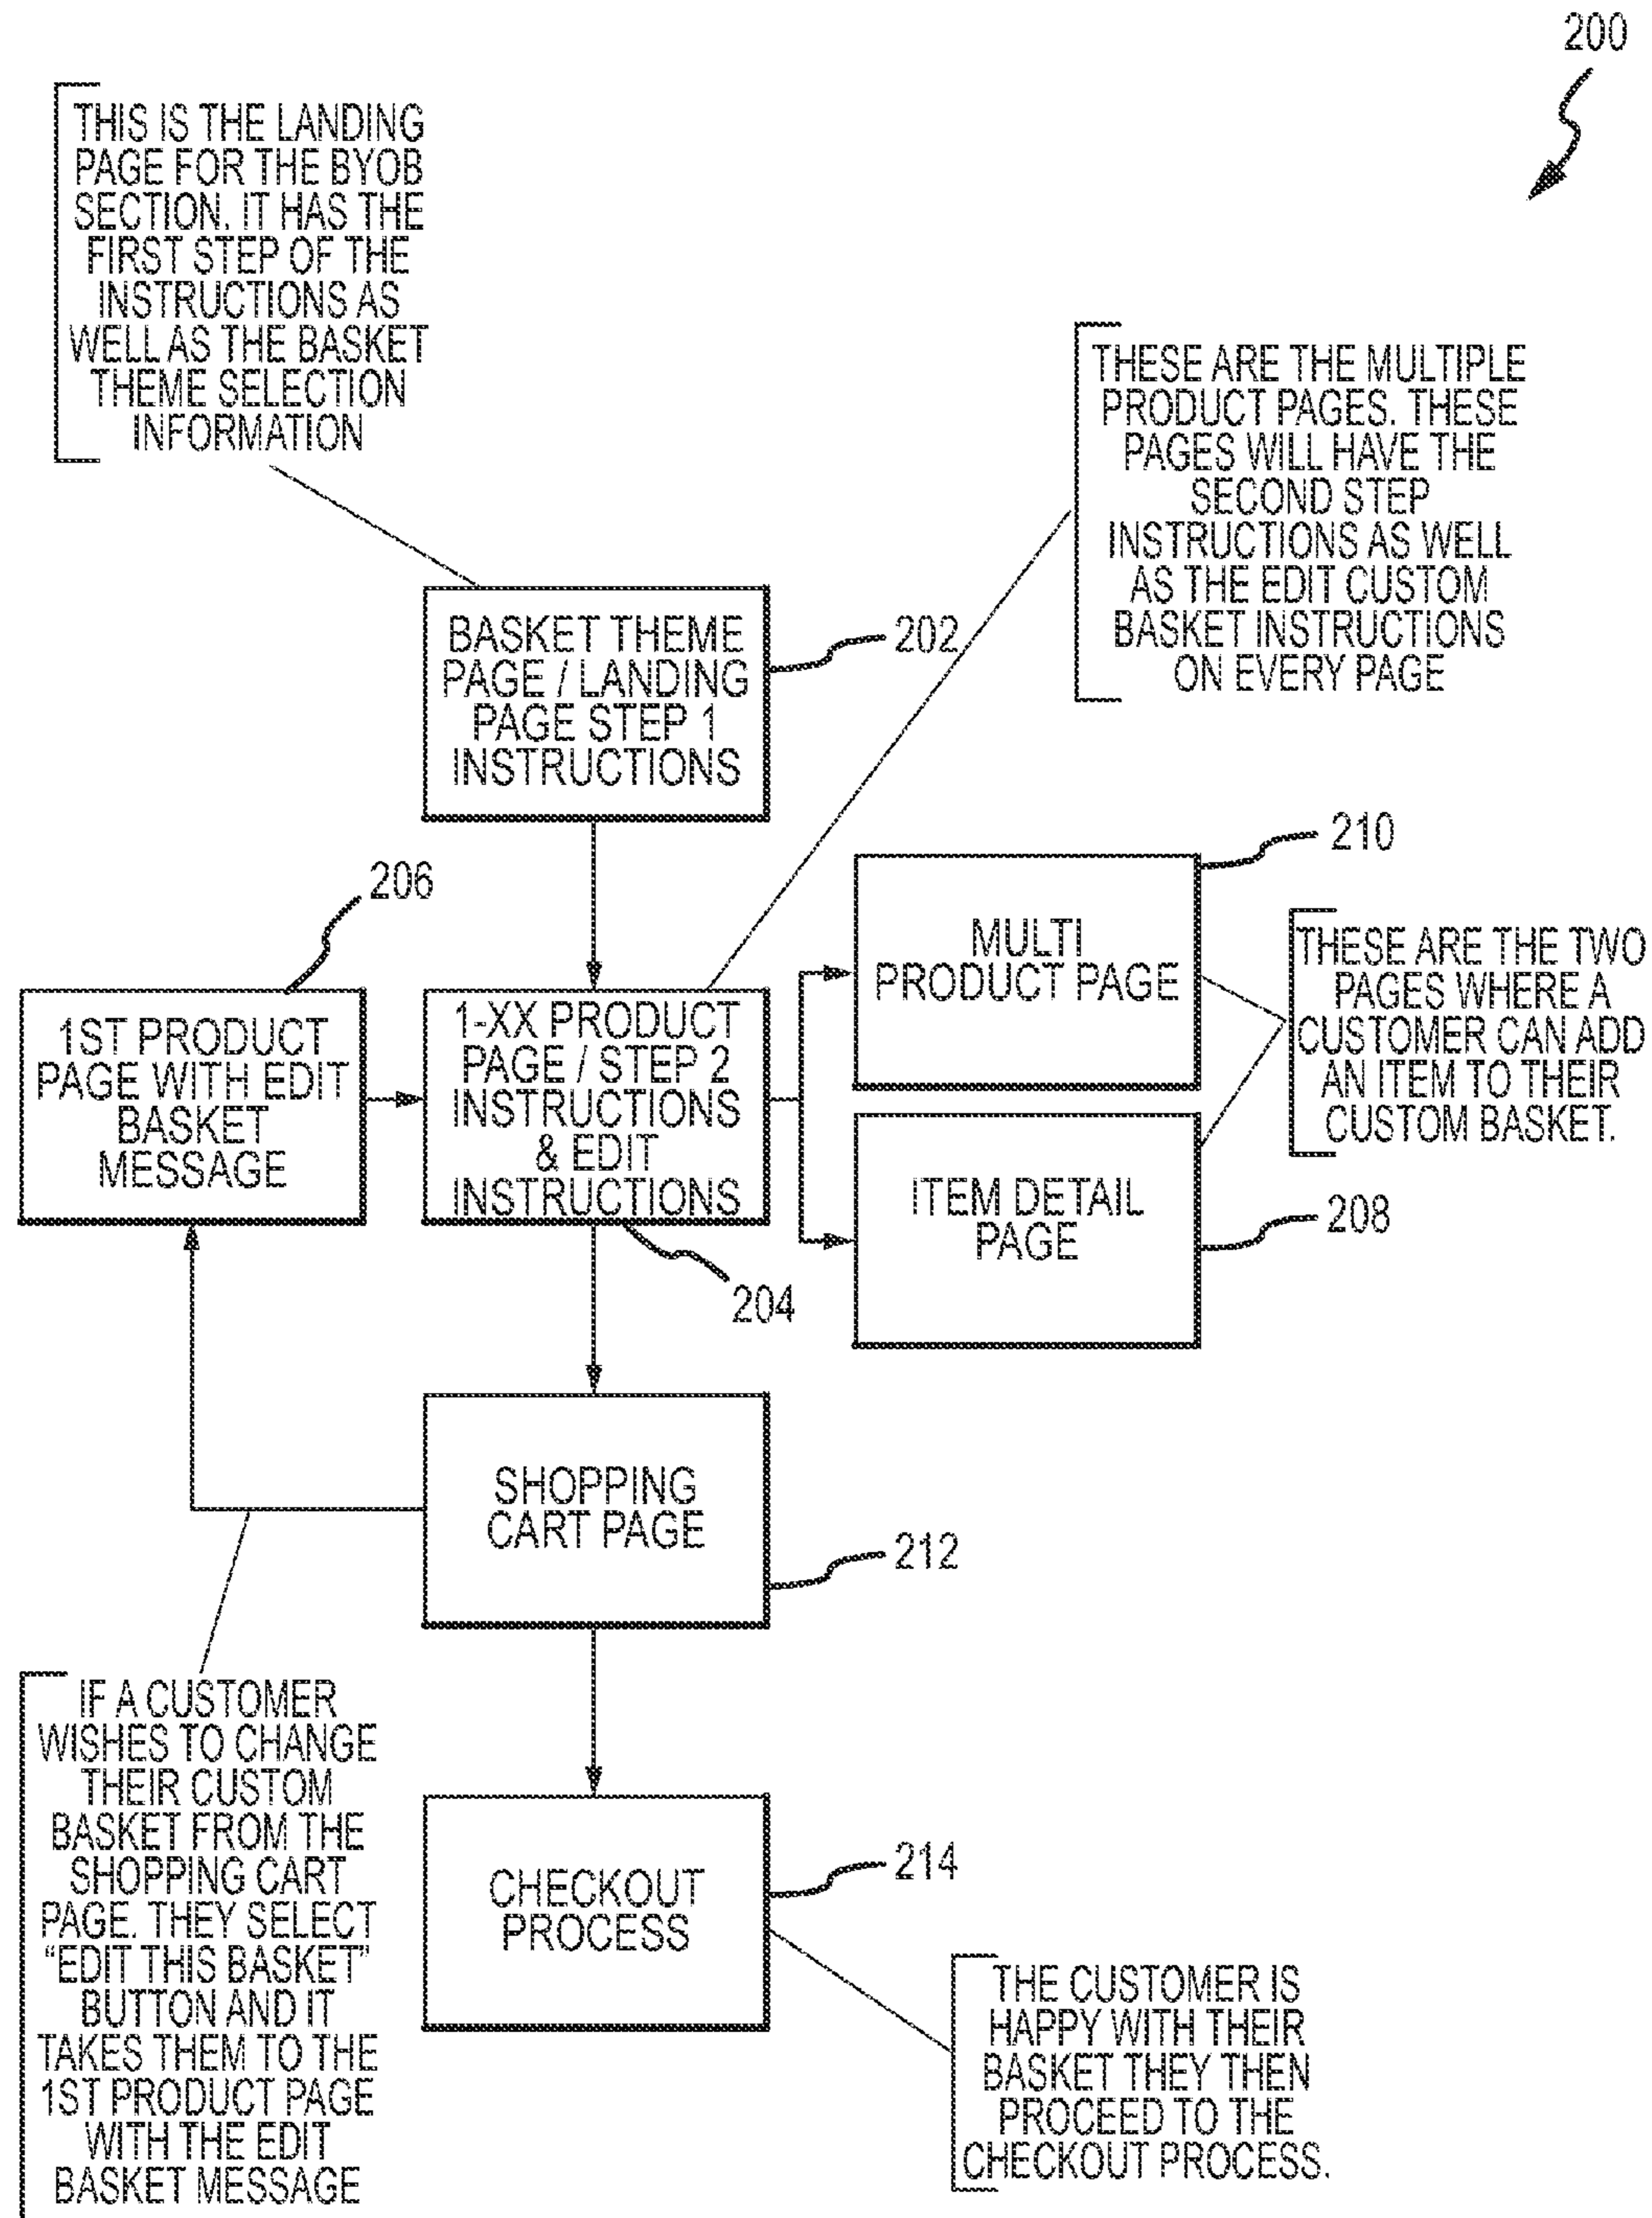 200
THIS IS THE LANDING
PAGE FOR THE BYOB
SECTION. IT HAS THE
FIRST STEP OF THE
INSTRUCTIONS AS
WELL AS THE BASKET
THEME SELECTION
INFORMATION
THESE ARE THE MULTIPLE
PRODUCT PAGES. THESE
PAGES WILL HAVE THE
SECOND STEP
INSTRUCTIONS AS WELL
AS THE EDIT CUSTOM
BASKET INSTRUCTIONS
ON EVERY PAGE
BASKET THEME
PAGE / LANDING
PAGE STEP 1
INSTRUCTIONS
202
206
1ST PRODUCT
PAGE WITH EDIT
BASKET
MESSAGE
1-XX PRODUCT
PAGE / STEP 2
INSTRUCTIONS
& EDIT
INSTRUCTIONS
204
210
MULTI
PRODUCT PAGE
THESE ARE THE TWO
PAGES WHERE A
CUSTOMER CAN ADD
AN ITEM TO THEIR
CUSTOM BASKET.
ITEM DETAIL
PAGE
208
SHOPPING
CART PAGE
212
IF A CUSTOMER
WISHES TO CHANGE
THEIR CUSTOM
BASKET FROM THE
SHOPPING CART
PAGE. THEY SELECT
“EDIT THIS BASKET”
BUTTON AND IT
TAKES THEM TO THE
1ST PRODUCT PAGE
WITH THE EDIT
BASKET MESSAGE
CHECKOUT
PROCESS
214
THE CUSTOMER IS
HAPPY WITH THEIR
BASKET THEY THEN
PROCEED TO THE
CHECKOUT PROCESS.